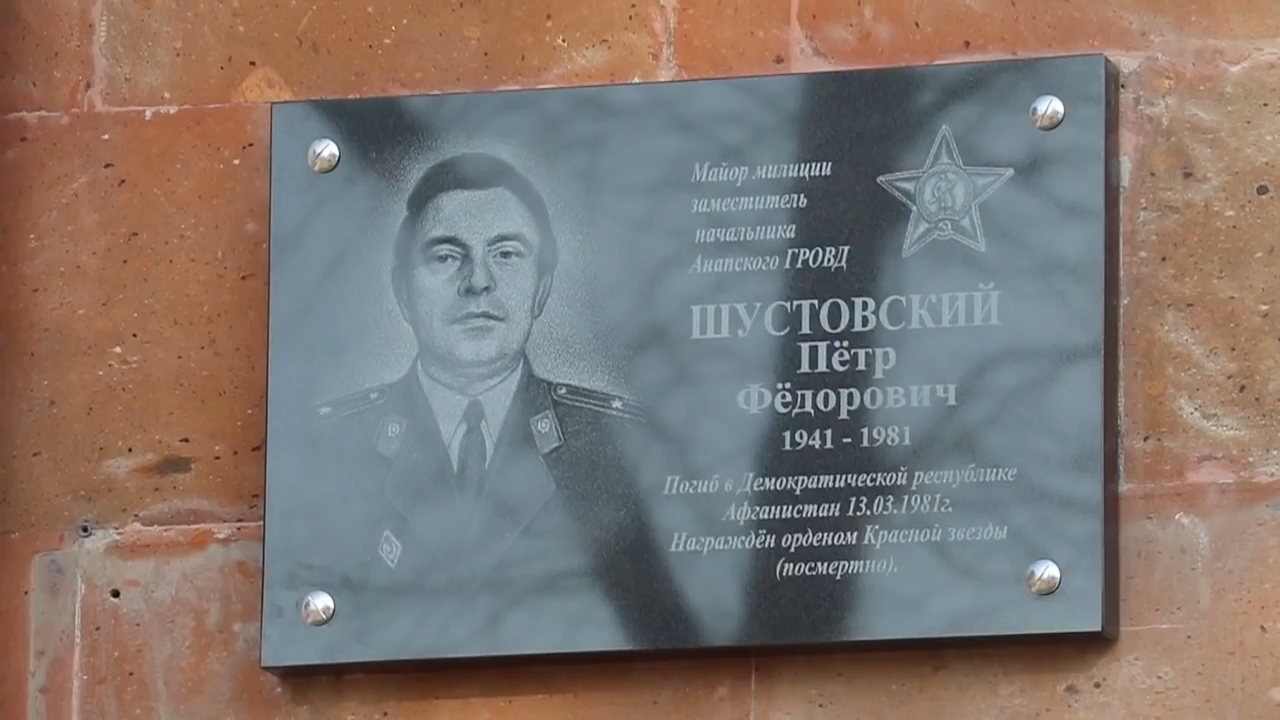 Майор милиции
заместитель
начальника
Анапского ГРОВД
ШУСТОВСКИЙ
Пётр
Фёдорович
1941 - 1981
Погиб в Демократической республике
Афганистан 13.03.1981г.
Награждён орденом Красной звезды
(посмертно).